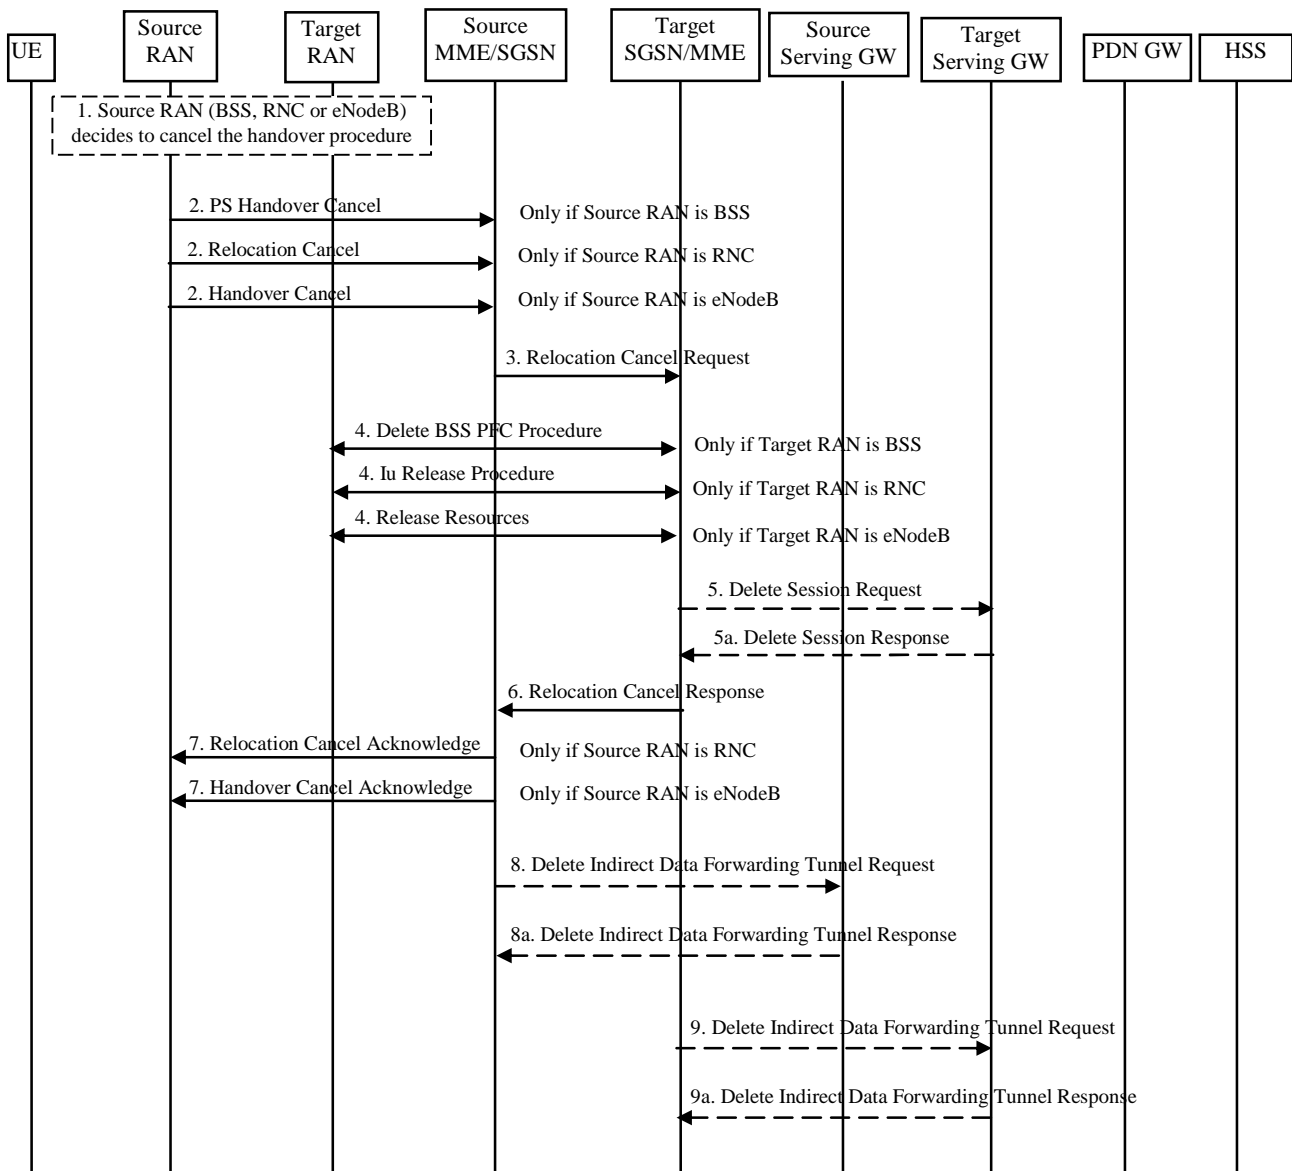 UE
Source
RAN
Target
RAN
Source
MME/SGSN
Target
SGSN/MME
Source
Serving GW
Target
Serving GW
PDN GW
HSS
1. Source RAN (BSS, RNC or eNodeB)
decides to cancel the handover procedure
2. PS Handover Cancel
Only if Source RAN is BSS
2. Relocation Cancel
Only if Source RAN is RNC
2. Handover Cancel
Only if Source RAN is eNodeB
3. Relocation Cancel Request
4. Delete BSS PFC Procedure
Only if Target RAN is BSS
4. Iu Release Procedure
Only if Target RAN is RNC
4. Release Resources
Only if Target RAN is eNodeB
5. Delete Session Request
5a. Delete Session Response
6. Relocation Cancel Response
7. Relocation Cancel Acknowledge
Only if Source RAN is RNC
7. Handover Cancel Acknowledge
Only if Source RAN is eNodeB
8. Delete Indirect Data Forwarding Tunnel Request
8a. Delete Indirect Data Forwarding Tunnel Response
9. Delete Indirect Data Forwarding Tunnel Request
9a. Delete Indirect Data Forwarding Tunnel Response